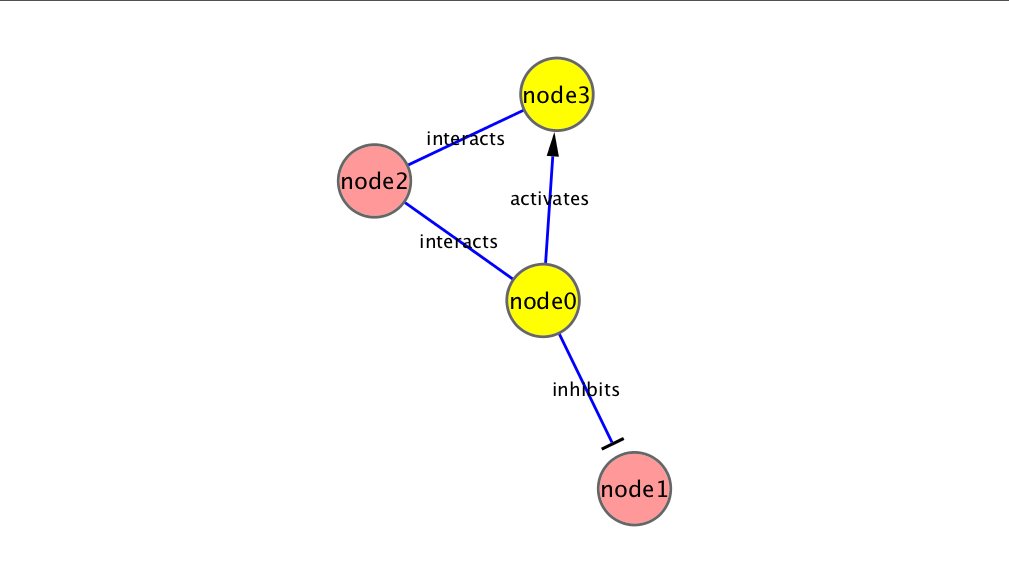 node3
interacts
node2
activates
interacts
node0
inhibits
node1